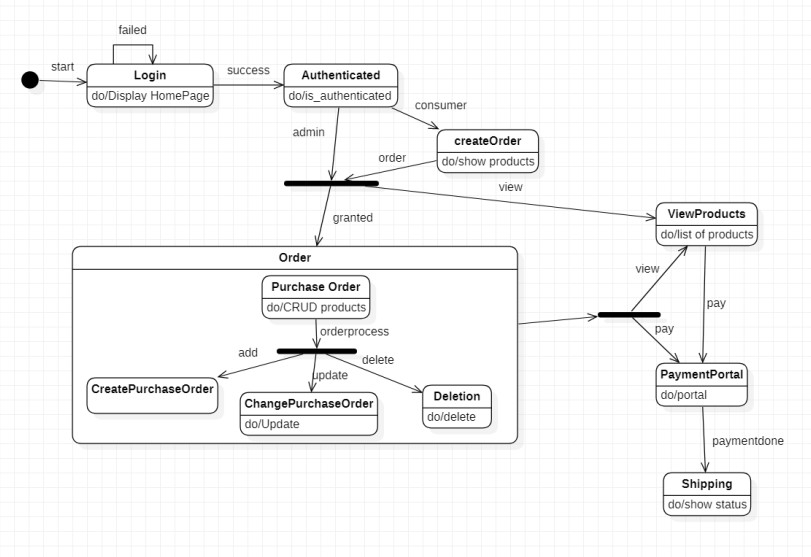 failed
start
Login
do/Display HomePage
success
Authenticated
do/is_authenticated
consumer
admin
createOrder
do/show products
order
view
granted
ViewProducts
do/list of products
Order
Purchase Order
do/CRUD products
orderprocess
add
update
delete
CreatePurchaseOrder
ChangePurchaseOrder
do/Update
Deletion
do/delete
view
pay
pay
PaymentPortal
do/portal
paymentdone
Shipping
do/show status